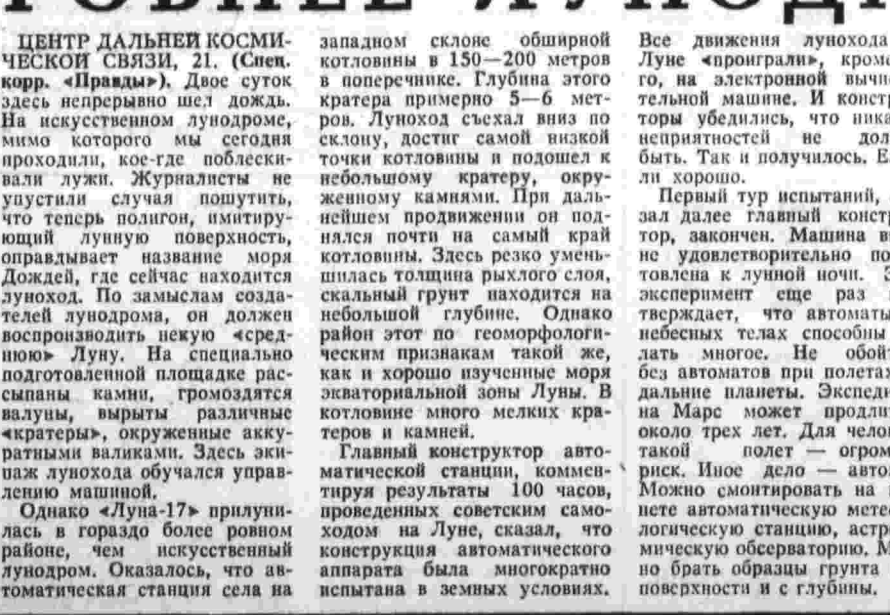 ЦЕНТР ДАЛЬНЕЙ КОСМИ-
ЧЕСКОЙ СВЯЗИ, 21. (Спец.
корр. «Правды»). Двое суток
здесь непрерывно шел дождь.
На искусственном лунодроме,
мимо которого мы сегодня
проходили, кое-где поблески-
вали лужи. Журналисты не
упустили случая пошутить,
что теперь полигон, имитиру-
ющий лунную поверхность,
оправдывает название моря
Дождей, где сейчас находится
луноход. По замыслам созда-
телей лунодрома, он должен
воспроизводить некую «сред-
нюю» Луну. На специально
подготовленной площадке рас-
сыпаны камни, громоздятся
валуны, вырыты различные
«кратеры», окруженные акку-
ратными валиками. Здесь эки-
паж лунохода обучался управ-
лению машиной.
Однако «Луна-17» прилуни-
лась в гораздо более ровном
районе, чем искусственный
лунодром. Оказалось, что ав-
томатическая станция села на
западном склоне обширной
котловины в 150—200 метров
в поперечнике. Глубина этого
кратера примерно 5—6 мет-
ров. Луноход съехал вниз по
склону, достиг самой низкой
точки котловины и подошел к
небольшому кратеру, окру-
женному камнями. При даль-
нейшем продвижении он под-
нялся почти на самый край
котловины. Здесь резко умень-
шилась толщина рыхлого слоя,
скальный грунт находится на
небольшой глубине. Однако
район этот по геоморфологи-
ческим признакам такой же,
как и хорошо изученные моря
экваториальной зоны Луны. В
котловине много мелких кра-
теров и камней.
Главный конструктор авто-
матической станции, коммен-
тируя результаты 100 часов,
проведенных советским само-
ходом на Луне, сказал, что
конструкция автоматического
аппарата была многократно
испытана в земных условиях.
Все движения лунохода
Луне «проиграли», кроме
го, на электронной вычи
тельной машине. И конст
торы убедились, что ника
неприятностей не дол
быть. Так и получилось. Е
ли хорошо.
Первый тур испытаний,
зал далее главный констр
тор, закончен. Машина в
не удовлетворительно по
товлена к лунной ночи. Э
эксперимент еще раз
тверждает, что автоматы
небесных телах способны
лать многое. Не обой
без автоматов при полетах
дальние планеты. Экспеди
на Марс может продли
около трех лет. Для чело
такой полет — огром
риск. Иное дело — авто
Можно смонтировать на
нете автоматическую мете
логическую станцию, астр
мическую обсерваторию. М
но брать образцы грунта
поверхности и с глубины.